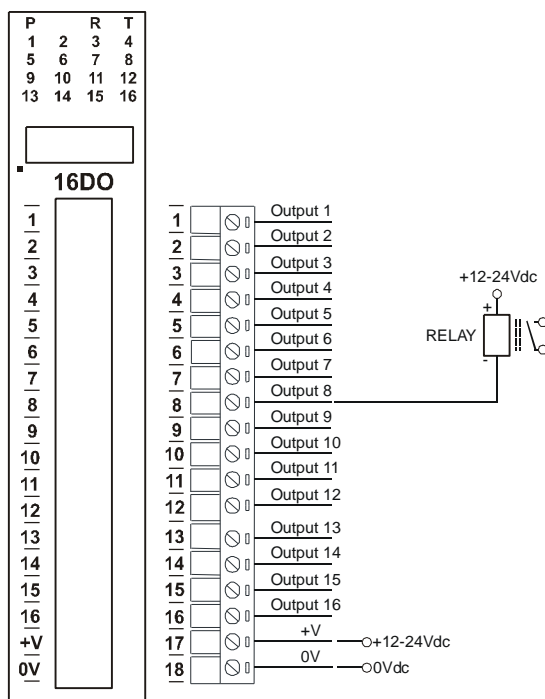 P R T
1 2 3 4
5 6 7 8
9 10 11 12
13 14 15 16
16DO
1
2
3
4
5
6
7
8
9
10
11
12
13
14
15
16
+V
0V
1 Output 1
2 Output 2
3 Output 3
4 Output 4
5 Output 5
6 Output 6
7 Output 7
8 Output 8
9 Output 9
10 Output 10
11 Output 11
12 Output 12
13 Output 13
14 Output 14
15 Output 15
16 Output 16
17 +V +12-24Vdc
18 0V 0Vdc
+12-24Vdc
+
RELAY
-